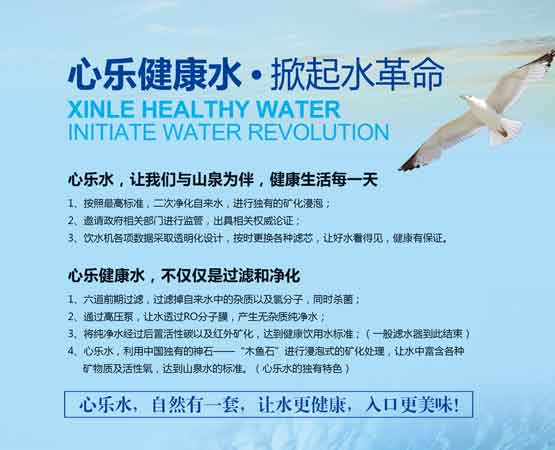 心乐健康水·掀起水革命
XINLE HEALTHY WATER
INITIATE WATER REVOLUTION
心乐水，让我们与山泉为伴，健康生活每一天
1、按照最高标准，二次净化自来水，进行独有的矿化浸泡；
2、邀请政府相关部门进行监管，出具相关权威论证；
3、饮水机各项数据采取透明化设计，按时更换各种滤芯，让好水看得见，健康有保证。
心乐健康水，不仅仅是过滤和净化
1、六道前期过滤，过滤掉自来水中的杂质以及氯分子，同时杀菌；
2、通过高压泵，让水透过RO分子膜，产生无杂质纯净水；
3、将纯净水经过后置活性碳以及红外矿化，达到健康饮用水标准；（一般滤水器到此结束）
4、心乐水，利用中国独有的神石——“木鱼石”进行浸泡式的矿化处理，让水中富含各种
矿物质及活性氧，达到山泉水的标准。（心乐水的独有特色）
心乐水，自然有一套，让水更健康，入口更美味！